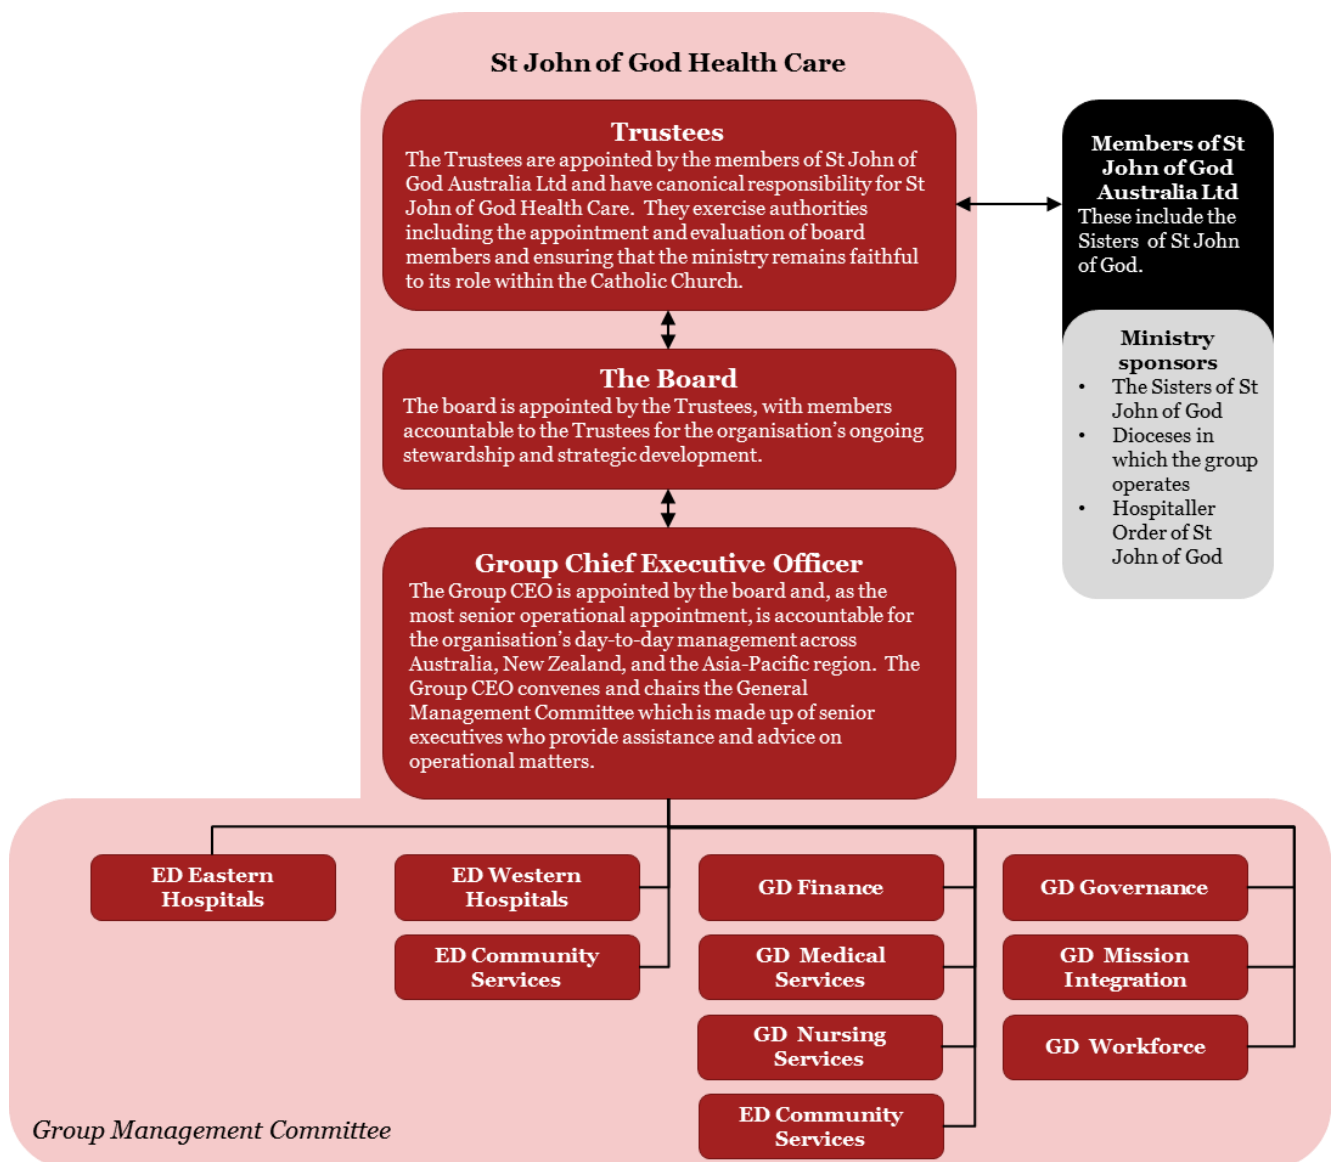 St John of God Health Care
Trustees
The Trustees are appointed by the members of St John of
God Australia Ltd and have canonical responsibility for St
John of God Health Care.  They exercise authorities
including the appointment and evaluation of board
members and ensuring that the ministry remains faithful
to its role within the Catholic Church.
Members of St
John of God
Australia Ltd
These include the
Sisters  of St John
of God.
Ministry
sponsors
• The Sisters of St
John of God
• Dioceses in
which the group
operates
• Hospitaller
Order of St
John of God
The Board
The board is appointed by the Trustees, with members
accountable to the Trustees for the organisation’s ongoing
stewardship and strategic development.
Group Chief Executive Officer
The Group CEO is appointed by the board and, as the
most senior operational appointment, is accountable for
the organisation’s day-to-day management across
Australia, New Zealand, and the Asia-Pacific region.  The
Group CEO convenes and chairs the General
Management Committee which is made up of senior
executives who provide assistance and advice on
operational matters.
ED Eastern
Hospitals
ED Western
Hospitals
ED Community
Services
GD Finance
GD  Medical
Services
GD  Nursing
Services
ED Community
Services
GD Governance
GD  Mission
Integration
GD  Workforce
Group Management Committee